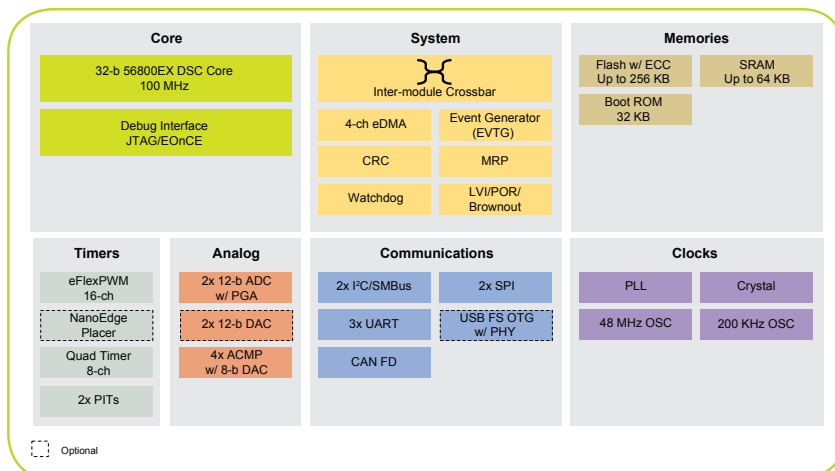 Core
32-b 56800EX DSC Core
100 MHz
Debug Interface
JTAG/EOnCE
System
Inter-module Crossbar
4-ch eDMA
Event Generator
(EVTG)
CRC
MRP
Watchdog
LVI/POR/
Brownout
Memories
Flash w/ ECC
Up to 256 KB
SRAM
Up to 64 KB
Boot ROM
32 KB
Timers
eFlexPWM
16-ch
NanoEdge
Placer
Quad Timer
8-ch
2x PITs
Analog
2x 12-b ADC
w/ PGA
2x 12-b DAC
4x ACMP
w/ 8-b DAC
Communications
2x I²C/SMBus
2x SPI
3x UART
USB FS OTG
w/ PHY
CAN FD
Clocks
PLL
Crystal
48 MHz OSC
200 KHz OSC
Optional